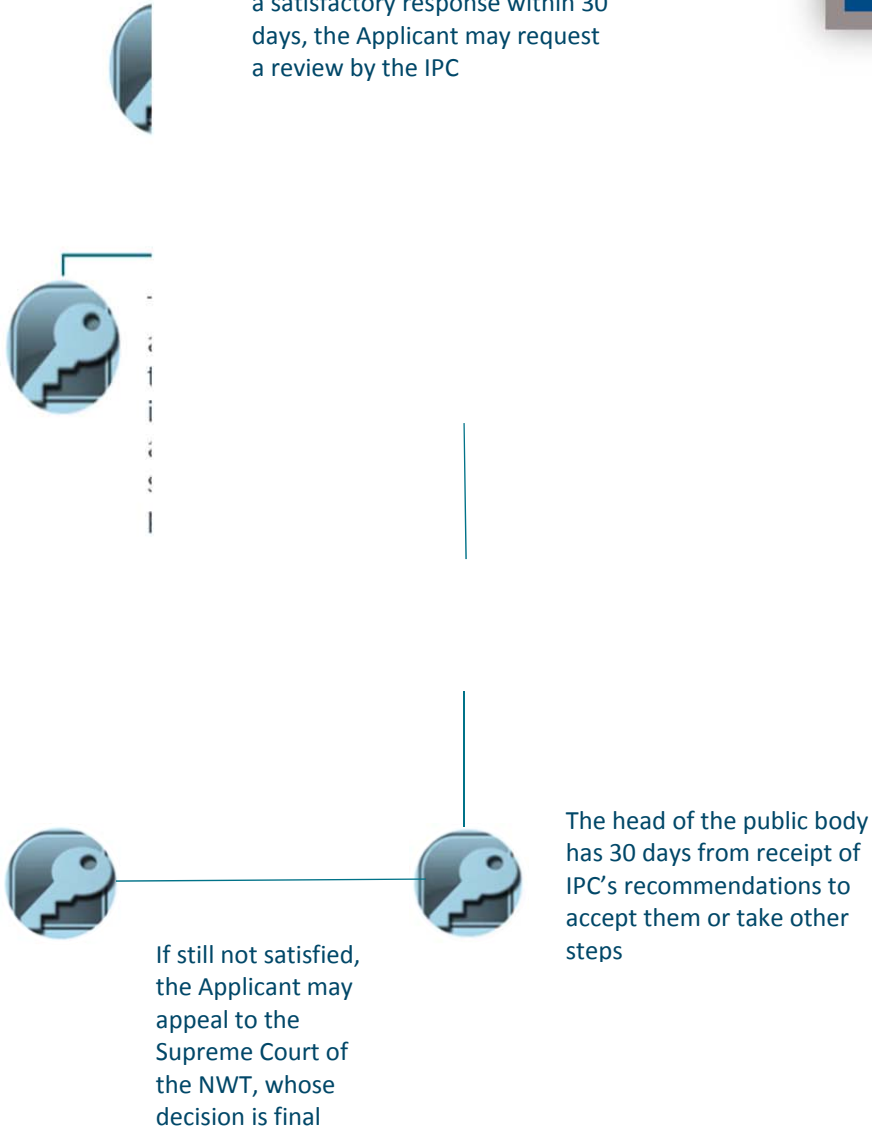 a satisfactory response within 30
days, the Applicant may request
a review by the IPC
The head of the public body
has 30 days from receipt of
IPC’s recommendations to
accept them or take other
steps
If still not satisfied,
the Applicant may
appeal to the
Supreme Court of
the NWT, whose
decision is final